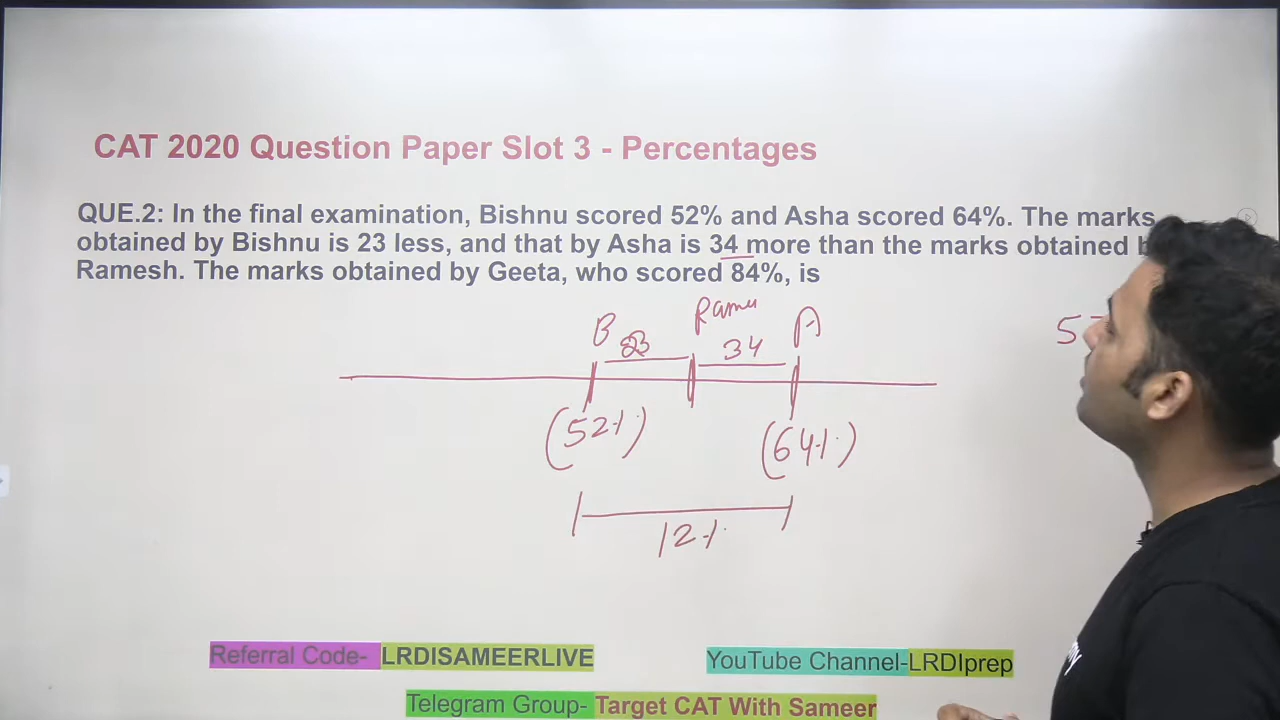 CAT 2020 Question Paper Slot 3 - Percentages
QUE.2: In the final examination, Bishnu scored 52% and Asha scored 64%. The marks
obtained by Bishnu is 23 less, and that by Asha is 34 more than the marks obtained
Ramesh. The marks obtained by Geeta, who scored 84%, is
B Ramu A
23 34
(52%) (64%)
12%
Referral Code- LRDISAMEERLIVE
YouTube Channel-LRDIprep
Telegram Group- Target CAT With Sameer